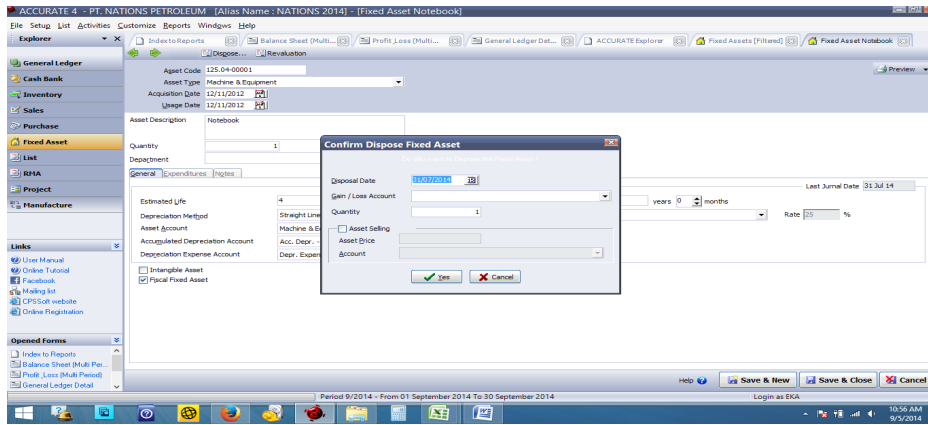 ACCURATE 4 - PT. NATIONS PETROLEUM [Alias Name : NATIONS 2014] - [Fixed Asset Notebook]
File Setup List Activities Customize Reports Windows Help
Explorer
Index to Reports
Balance Sheet (Multi...
Profit_Loss (Multi...
General Ledger Det...
ACCURATE Explorer
Fixed Assets [Filtered]
Fixed Asset Notebook
Dispose... Revaluation
Preview
General Ledger
Cash Bank
Inventory
Sales
Purchase
Fixed Asset
List
RMA
Project
Manufacture
Links
User Manual
Online Tutorial
Facebook
Mailing list
CPSSoft website
Online Registration
Opened Forms
Index to Reports
Balance Sheet (Multi Per...
Profit_Loss (Multi Period)
General Ledger Detail
Asset Code 125.04-00001
Asset Type Machine & Equipment
Acquisition Date 12/11/2012
Usage Date 12/11/2012
Asset Description Notebook
Quantity 1
Department
General Expenditures Notes
Last Jurnal Date 31 Jul 14
Estimated Life 4 years 0 months
Depreciation Method Straight Line Rate 25 %
Asset Account Machine & E
Accumulated Depreciation Account Acc. Depr. -
Depreciation Expense Account Depr. Expen
Intangible Asset
Fiscal Fixed Asset
Confirm Dispose Fixed Asset
Do you want to Dispose this Fixed Asset ?
Disposal Date 31/07/2014
Gain / Loss Account
Quantity 1
Asset Selling
Asset Price
Account
Yes Cancel
Help Save & New Save & Close Cancel
Period 9/2014 - From 01 September 2014 To 30 September 2014 Login as EKA
10:56 AM
9/5/2014